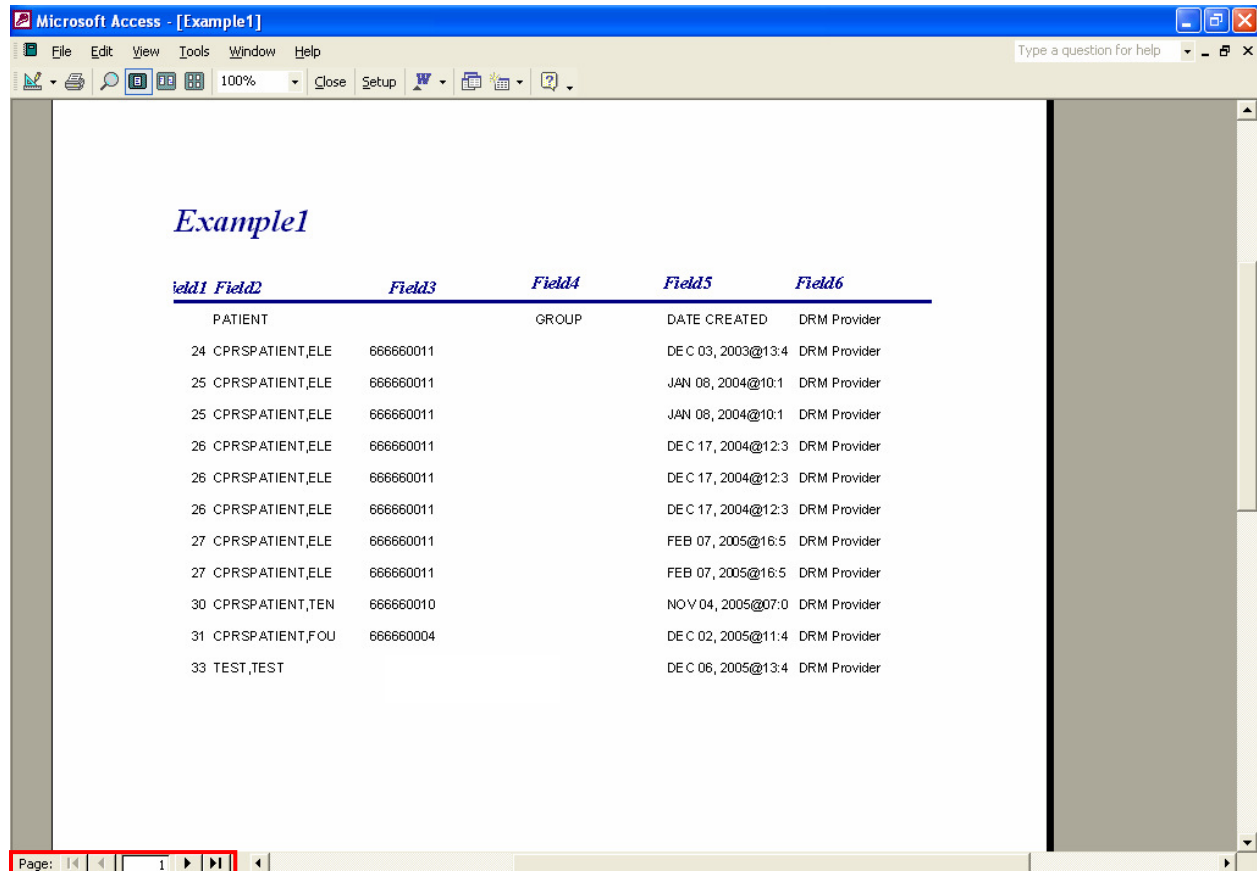 Microsoft Access - [Example1]
File Edit View Tools Window Help Type a question for help
100% Close Setup
Example1
ield1 Field2 Field3 Field4 Field5 Field6
PATIENT GROUP DATE CREATED DRM Provider
24 CPRSPATIENT,ELE 666660011 DEC 03, 2003@13:4 DRM Provider
25 CPRSPATIENT,ELE 666660011 JAN 08, 2004@10:1 DRM Provider
25 CPRSPATIENT,ELE 666660011 JAN 08, 2004@10:1 DRM Provider
26 CPRSPATIENT,ELE 666660011 DEC 17, 2004@12:3 DRM Provider
26 CPRSPATIENT,ELE 666660011 DEC 17, 2004@12:3 DRM Provider
26 CPRSPATIENT,ELE 666660011 DEC 17, 2004@12:3 DRM Provider
27 CPRSPATIENT,ELE 666660011 FEB 07, 2005@16:5 DRM Provider
27 CPRSPATIENT,ELE 666660011 FEB 07, 2005@16:5 DRM Provider
30 CPRSPATIENT,TEN 666660010 NOV 04, 2005@07:0 DRM Provider
31 CPRSPATIENT,FOU 666660004 DEC 02, 2005@11:4 DRM Provider
33 TEST,TEST DEC 06, 2005@13:4 DRM Provider
Page: 1